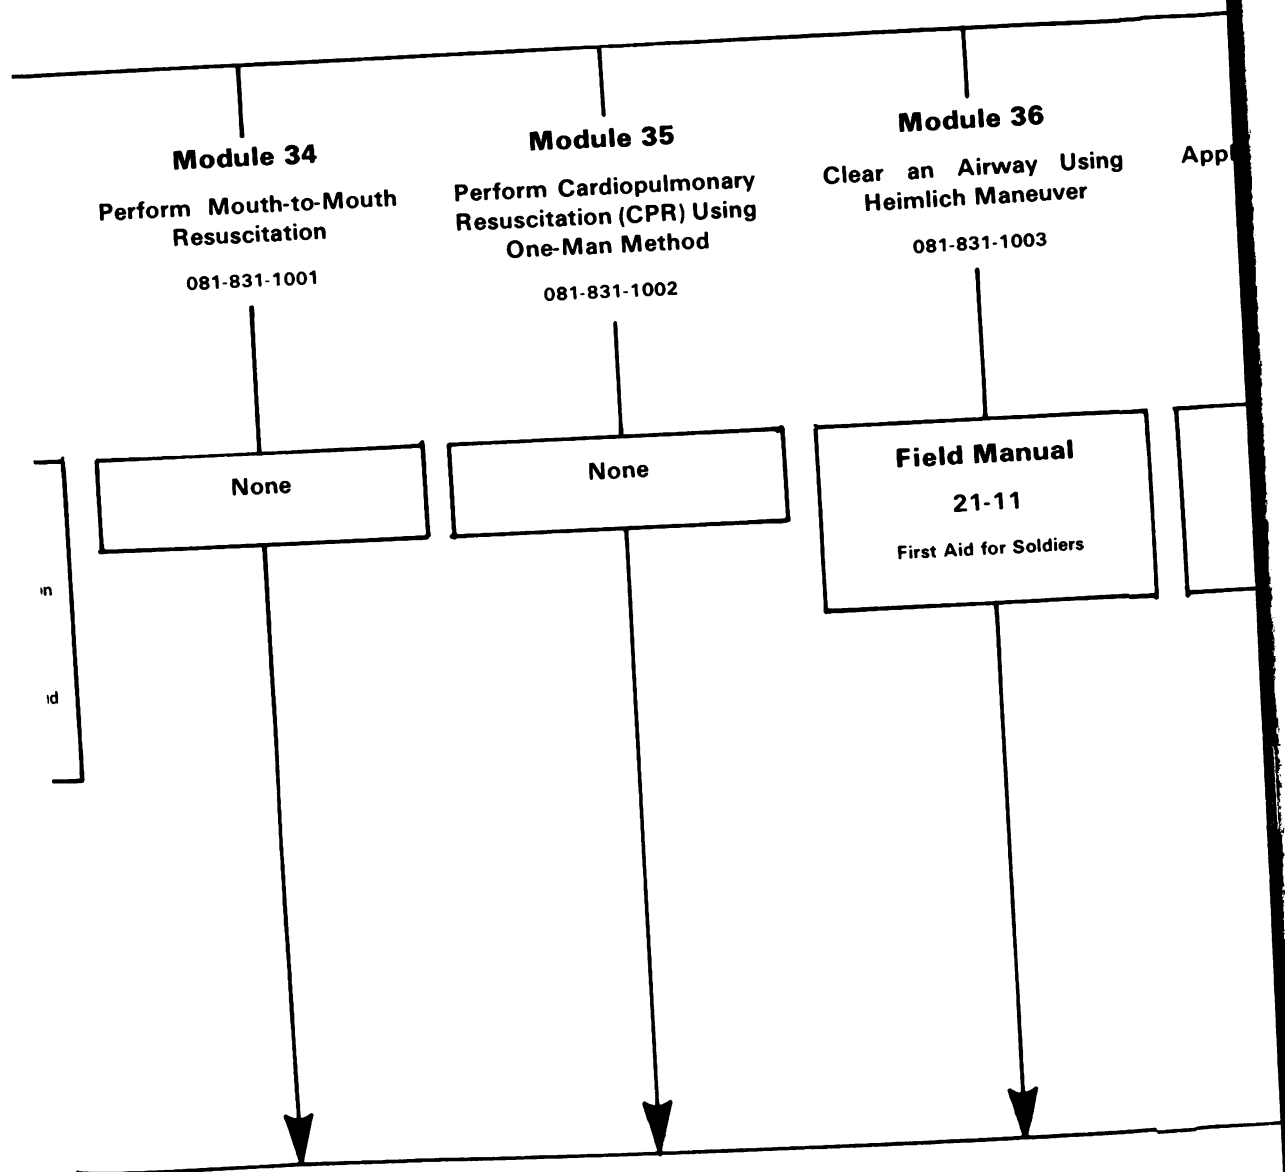 Module 34
Perform Mouth-to-Mouth
Resuscitation
081-831-1001
None
Module 35
Perform Cardiopulmonary
Resuscitation (CPR) Using
One-Man Method
081-831-1002
None
Module 36
Clear an Airway Using
Heimlich Maneuver
081-831-1003
Field Manual
21-11
First Aid for Soldiers